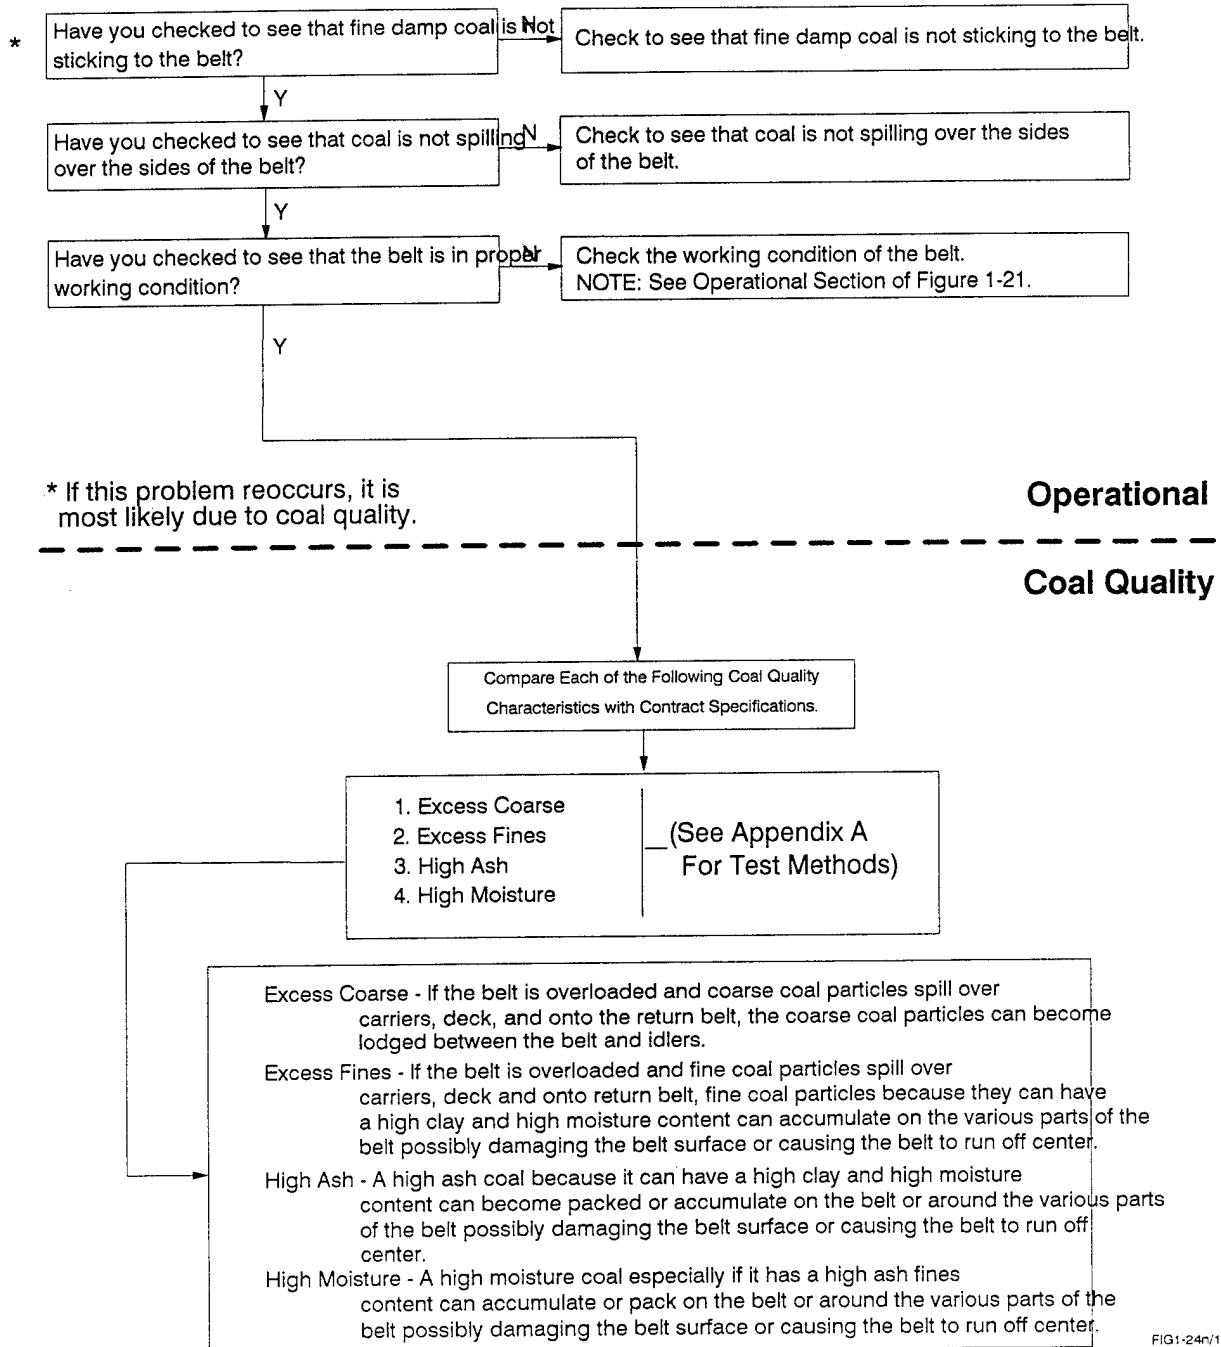 *
Have you checked to see that fine damp coal is Not
sticking to the belt?
N
Check to see that fine damp coal is not sticking to the belt.
Y
Have you checked to see that coal is not spilling
over the sides of the belt?
N
Check to see that coal is not spilling over the sides
of the belt.
Y
Have you checked to see that the belt is in proper
working condition?
N
Check the working condition of the belt.
NOTE: See Operational Section of Figure 1-21.
Y
* If this problem reoccurs, it is
most likely due to coal quality.
Operational
Coal Quality
Compare Each of the Following Coal Quality
Characteristics with Contract Specifications.
1. Excess Coarse
2. Excess Fines
3. High Ash
4. High Moisture
(See Appendix A
For Test Methods)
Excess Coarse - If the belt is overloaded and coarse coal particles spill over
carriers, deck, and onto the return belt, the coarse coal particles can become
lodged between the belt and idlers.
Excess Fines - If the belt is overloaded and fine coal particles spill over
carriers, deck and onto return belt, fine coal particles because they can have
a high clay and high moisture content can accumulate on the various parts of the
belt possibly damaging the belt surface or causing the belt to run off center.
High Ash - A high ash coal because it can have a high clay and high moisture
content can become packed or accumulate on the belt or around the various parts
of the belt possibly damaging the belt surface or causing the belt to run off
center.
High Moisture - A high moisture coal especially if it has a high ash fines
content can accumulate or pack on the belt or around the various parts of the
belt possibly damaging the belt surface or causing the belt to run off center.
FIG1-24n/1